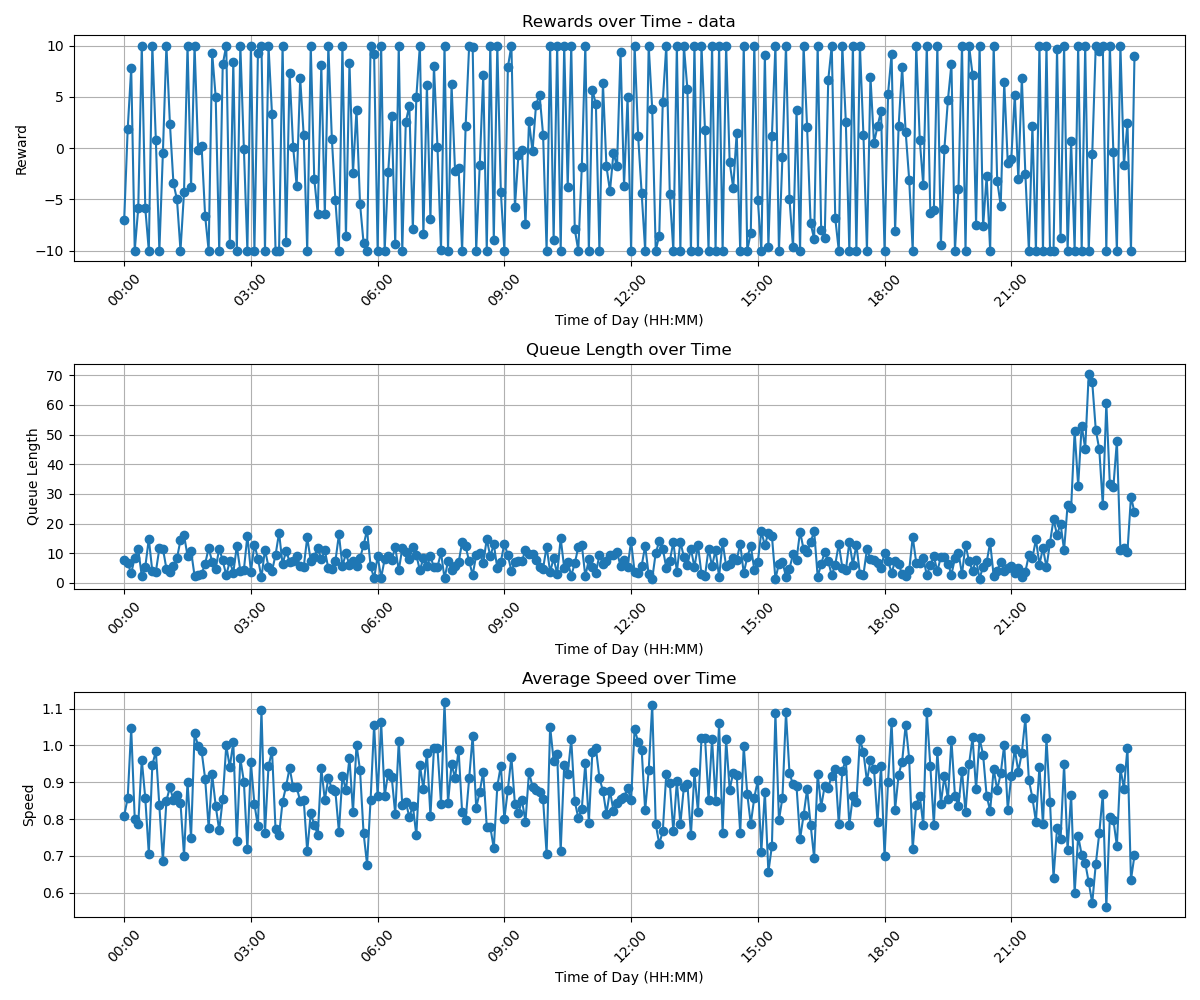 Rewards over Time - data
10
5
0
−5
−10
Reward
00:00 03:00 06:00 09:00 12:00 15:00 18:00 21:00
Time of Day (HH:MM)
Queue Length over Time
70
60
50
40
30
20
10
0
Queue Length
00:00 03:00 06:00 09:00 12:00 15:00 18:00 21:00
Time of Day (HH:MM)
Average Speed over Time
1.1
1.0
0.9
0.8
0.7
0.6
Speed
00:00 03:00 06:00 09:00 12:00 15:00 18:00 21:00
Time of Day (HH:MM)